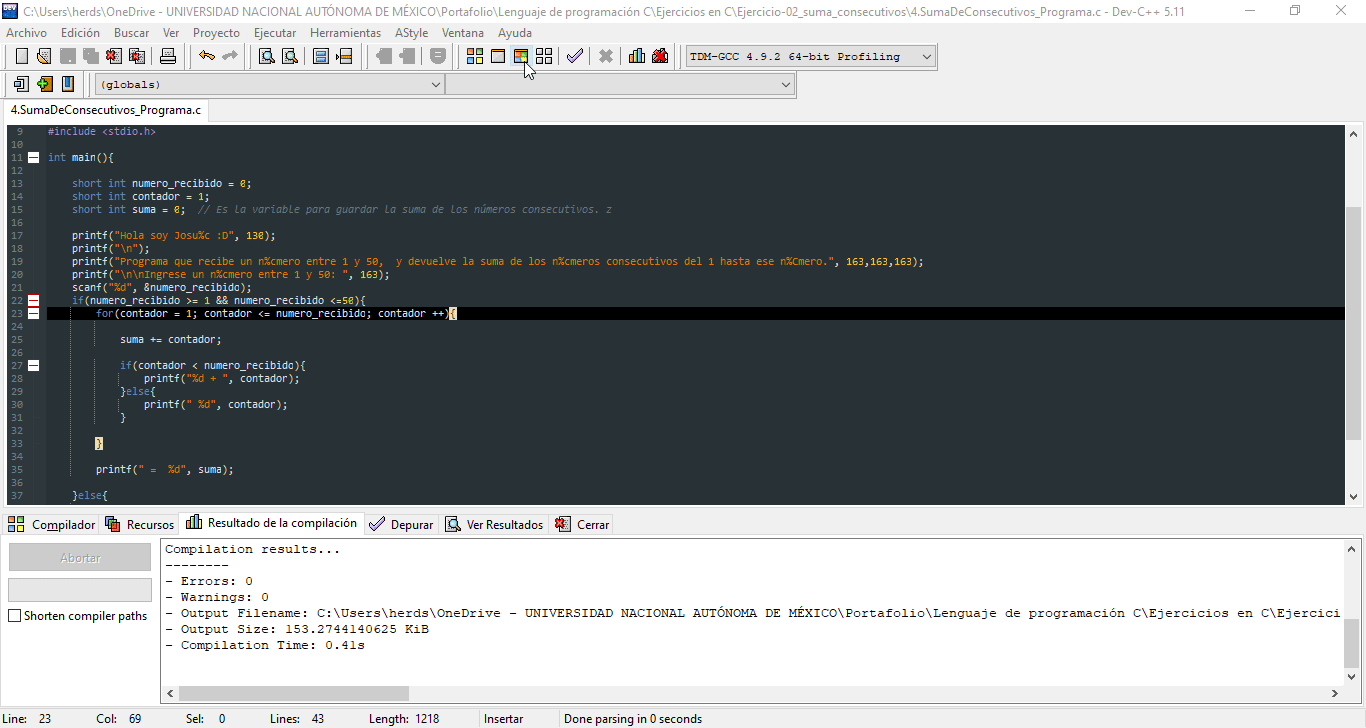 C:\Users\herds\OneDrive - UNIVERSIDAD NACIONAL AUTÓNOMA DE MÉXICO\Portafolio\Lenguaje de programación C\Ejercicios en C\Ejercicio-02_suma_consecutivos\4.SumaDeConsecutivos_Programa.c - Dev-C++ 5.11
Archivo Edición Buscar Ver Proyecto Ejecutar Herramientas AStyle Ventana Ayuda
TDM-GCC 4.9.2 64-bit Profiling
(globals)
4.SumaDeConsecutivos_Programa.c
9 #include <stdio.h>
10
11 int main(){
12
13 short int numero_recibido = 0;
14 short int contador = 1;
15 short int suma = 0; // Es la variable para guardar la suma de los números consecutivos. z
16
17 printf("Hola soy Josu%c :D", 130);
18 printf("\n");
19 printf("Programa que recibe un n%cmero entre 1 y 50, y devuelve la suma de los n%cmeros consecutivos del 1 hasta ese n%Cmero.", 163,163,163);
20 printf("\n\nIngrese un n%cmero entre 1 y 50: ", 163);
21 scanf("%d", &numero_recibido);
22 if(numero_recibido >= 1 && numero_recibido <=50){
23 for(contador = 1; contador <= numero_recibido; contador ++){
24
25 suma += contador;
26
27 if(contador < numero_recibido){
28 printf("%d + ", contador);
29 }else{
30 printf(" %d", contador);
31 }
32
33 }
34
35 printf(" = %d", suma);
36
37 }else{
Compilador Recursos Resultado de la compilación Depurar Ver Resultados Cerrar
Abortar
Shorten compiler paths
Compilation results...
--------
- Errors: 0
- Warnings: 0
- Output Filename: C:\Users\herds\OneDrive - UNIVERSIDAD NACIONAL AUTÓNOMA DE MÉXICO\Portafolio\Lenguaje de programación C\Ejercicios en C\Ejercici
- Output Size: 153.2744140625 KiB
- Compilation Time: 0.41s
Line: 23 Col: 69 Sel: 0 Lines: 43 Length: 1218 Insertar Done parsing in 0 seconds